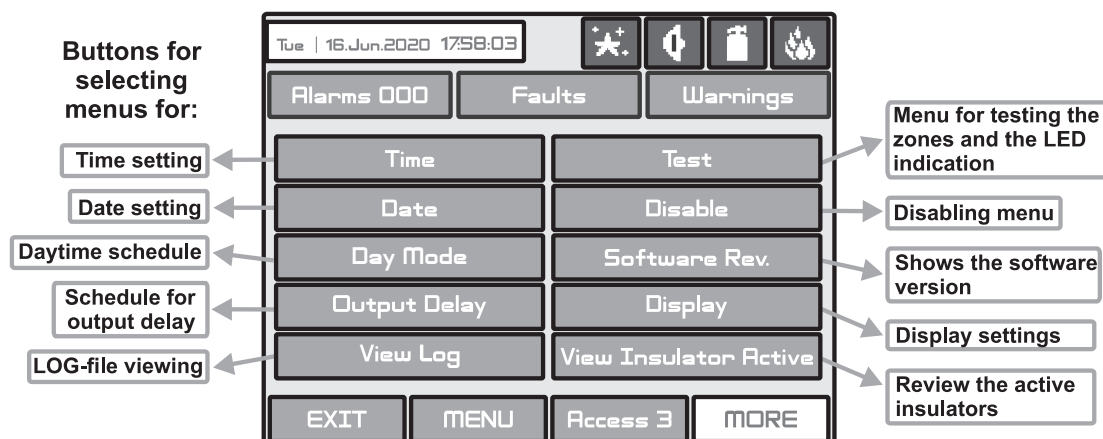 Buttons for
selecting
menus for:
Time setting
Date setting
Daytime schedule
Schedule for
output delay
LOG-file viewing
Tue | 16.Jun.2020 17:58:03
Alarms 000
Faults
Warnings
Time
Test
Date
Disable
Day Mode
Software Rev.
Output Delay
Display
View Log
View Insulator Active
EXIT
MENU
Access 3
MORE
Menu for testing the
zones and the LED
indication
Disabling menu
Shows the software
version
Display settings
Review the active
insulators